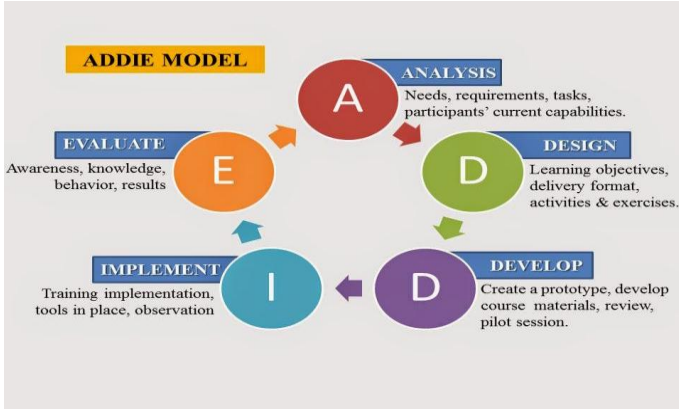 ADDIE MODEL
A
ANALYSIS
Needs, requirements, tasks,
participants' current capabilities.
D
DESIGN
Learning objectives,
delivery format,
activities & exercises.
D
DEVELOP
Create a prototype, develop
course materials, review,
pilot session.
I
IMPLEMENT
Training implementation,
tools in place, observation
E
EVALUATE
Awareness, knowledge,
behavior, results